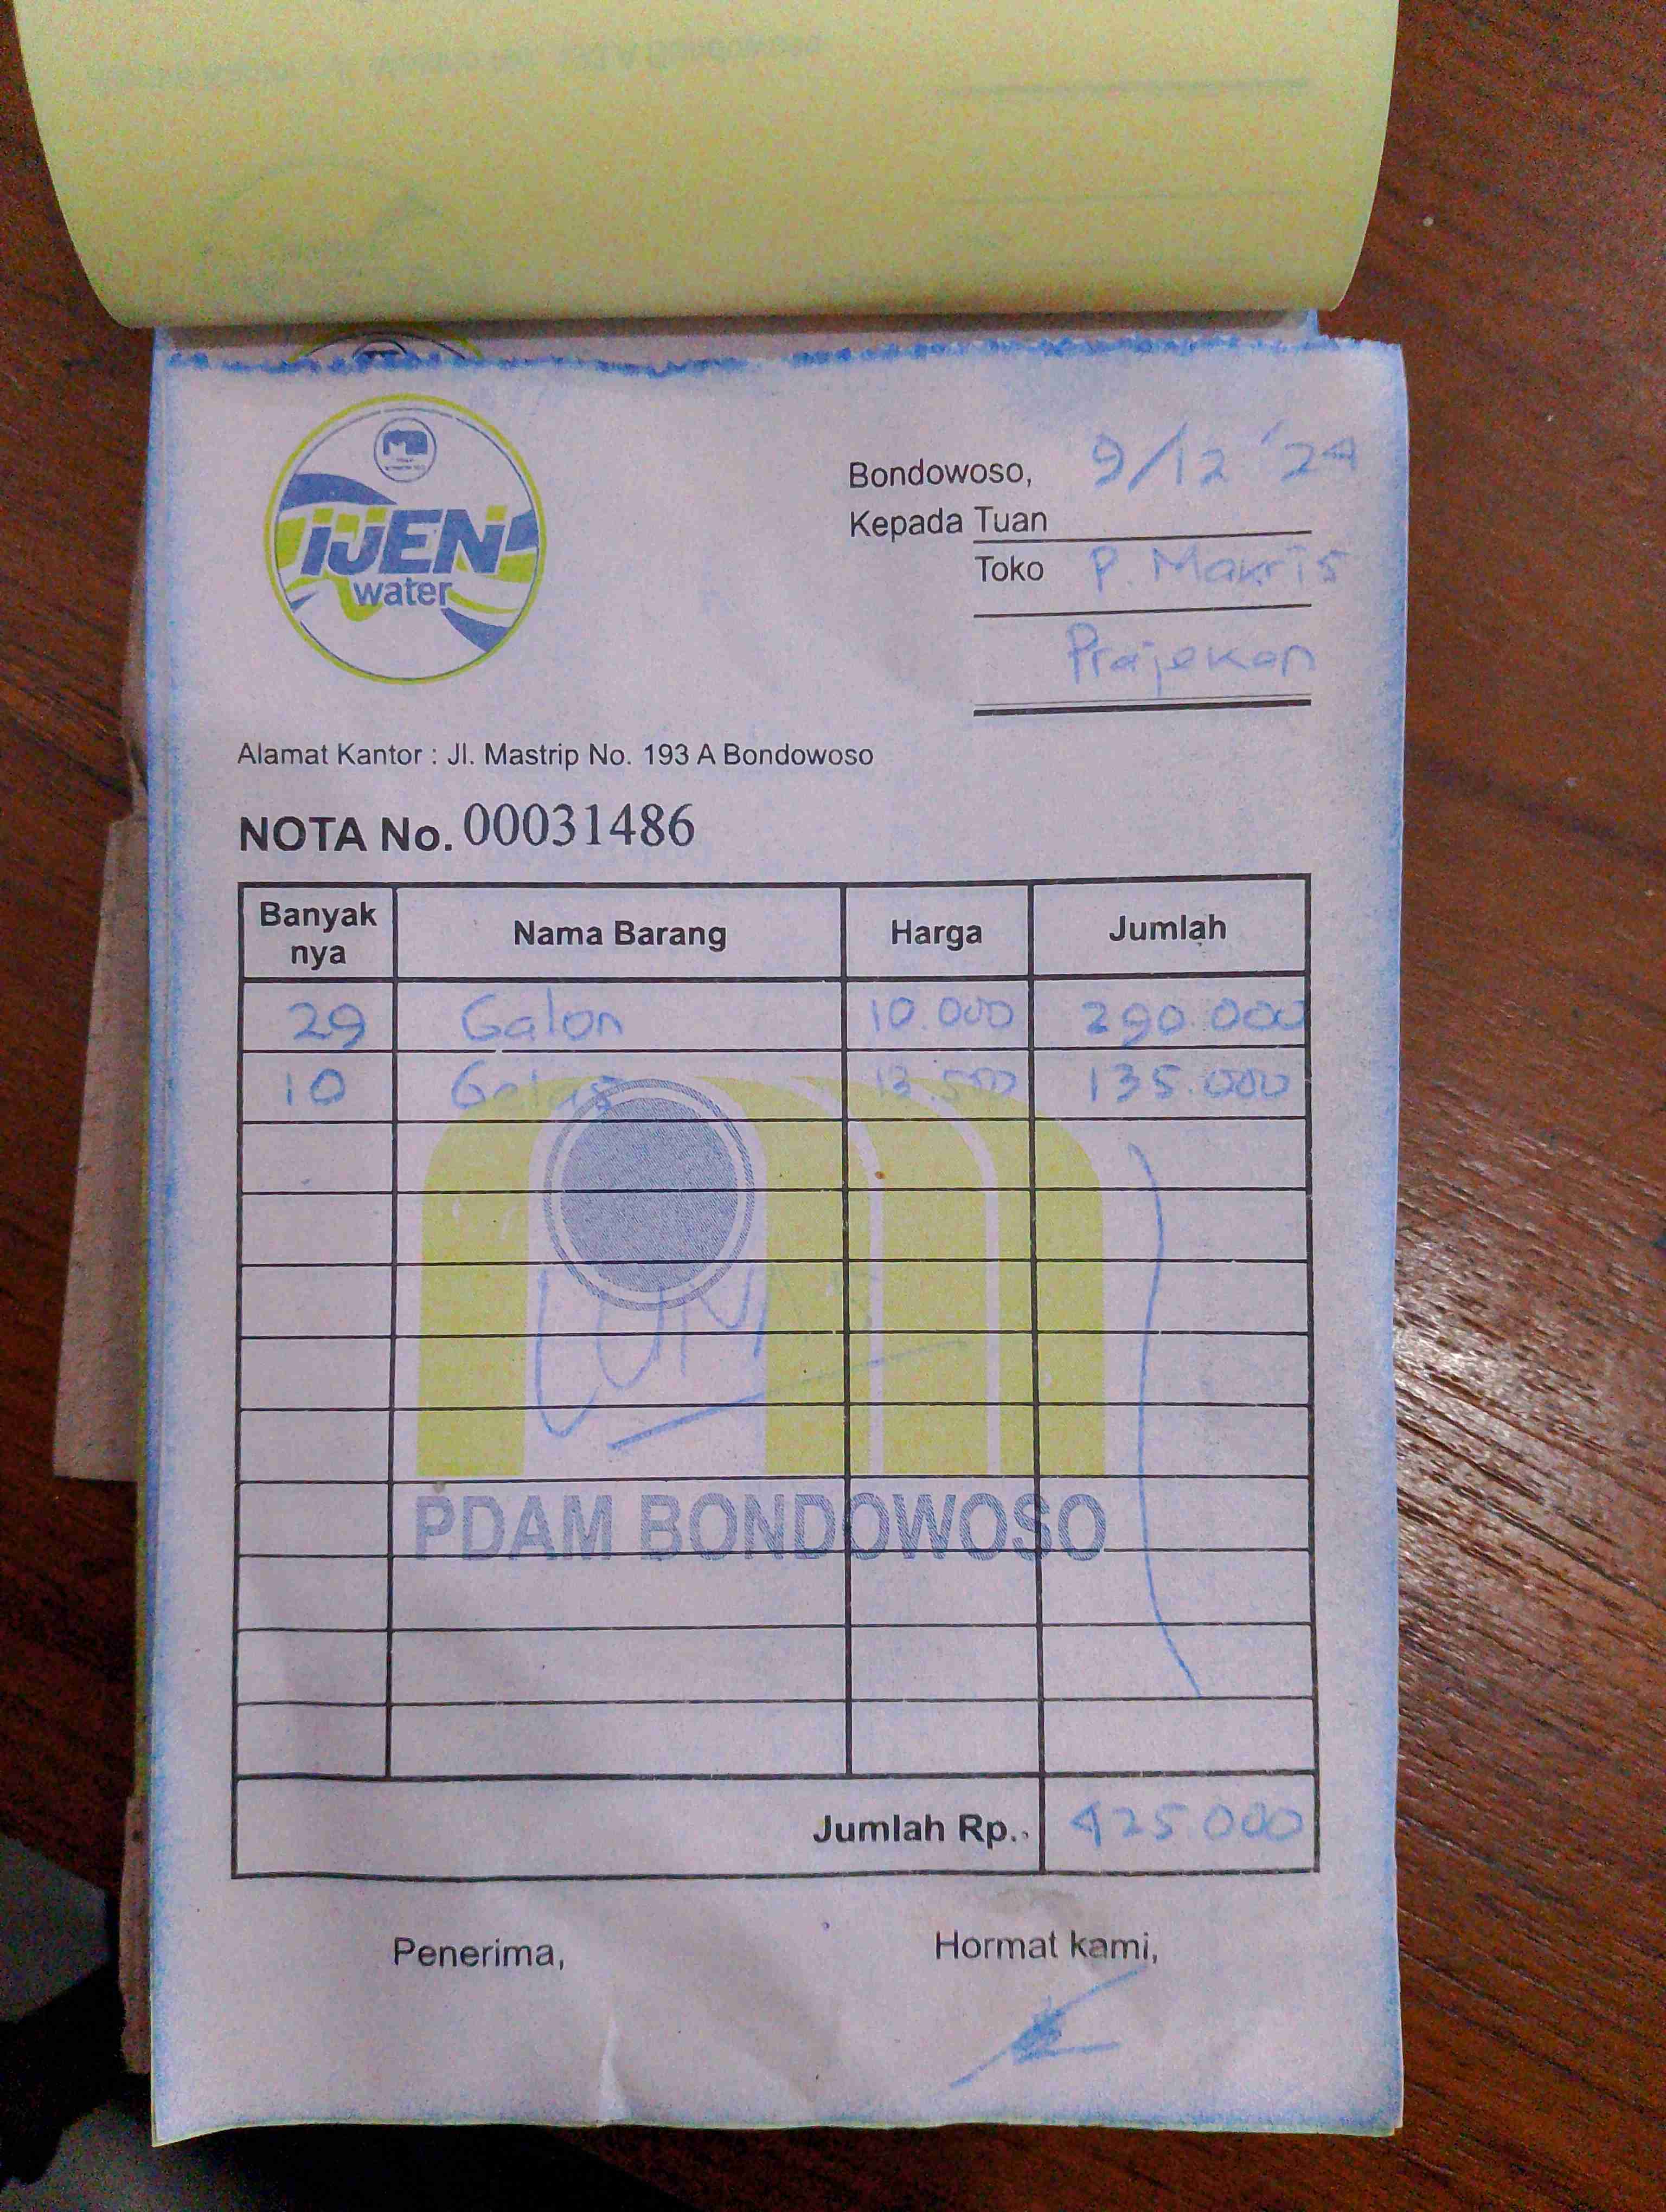 IJEN
water
Bondowoso, 9/12 '24
Kepada Tuan
Toko P. Makris
Prajekan
Alamat Kantor : Jl. Mastrip No. 193 A Bondowoso
NOTA No. 00031486
Banyak nya Nama Barang Harga Jumlah
29 Galon 10.000 290.000
10 Gelas 13.500 135.000
PDAM BONDOWOSO
Jumlah Rp.. 425.000
Penerima, Hormat kami,